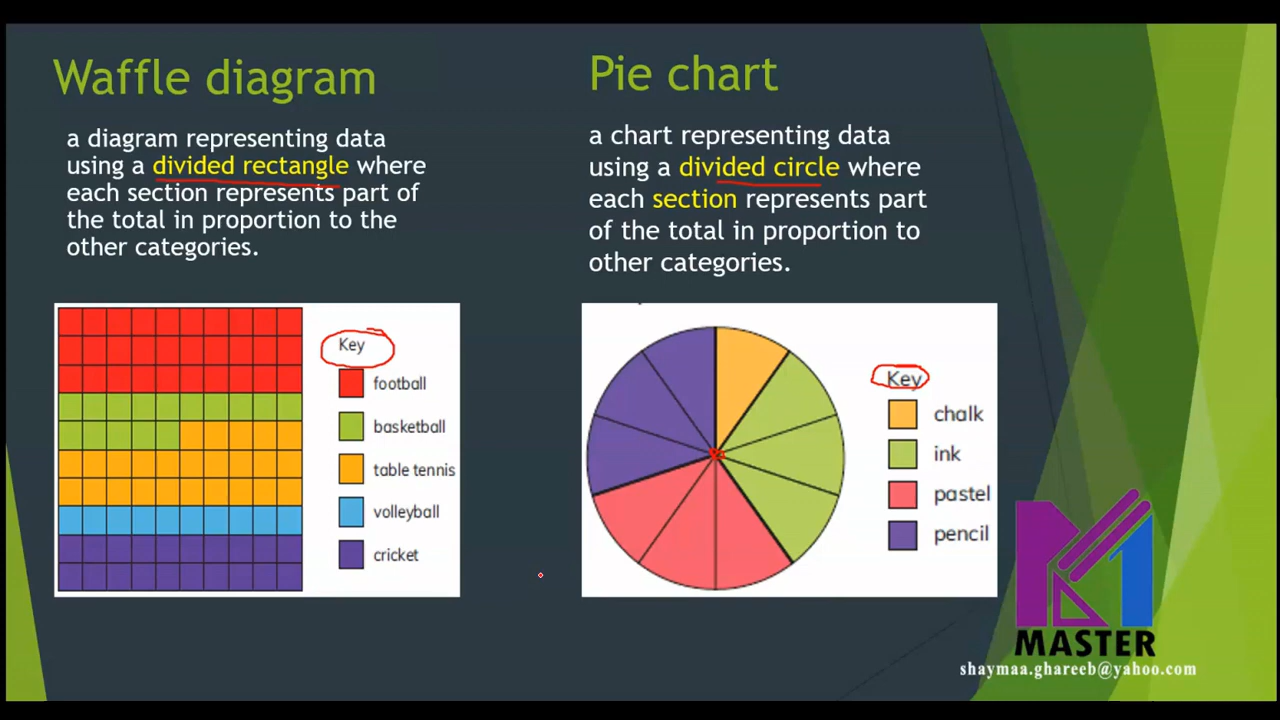 Waffle diagram
a diagram representing data
using a divided rectangle where
each section represents part of
the total in proportion to the
other categories.
Key
football
basketball
table tennis
volleyball
cricket
Pie chart
a chart representing data
using a divided circle where
each section represents part
of the total in proportion to
other categories.
Key
chalk
ink
pastel
pencil
M1
MASTER
shaymaa.ghareeb@yahoo.com